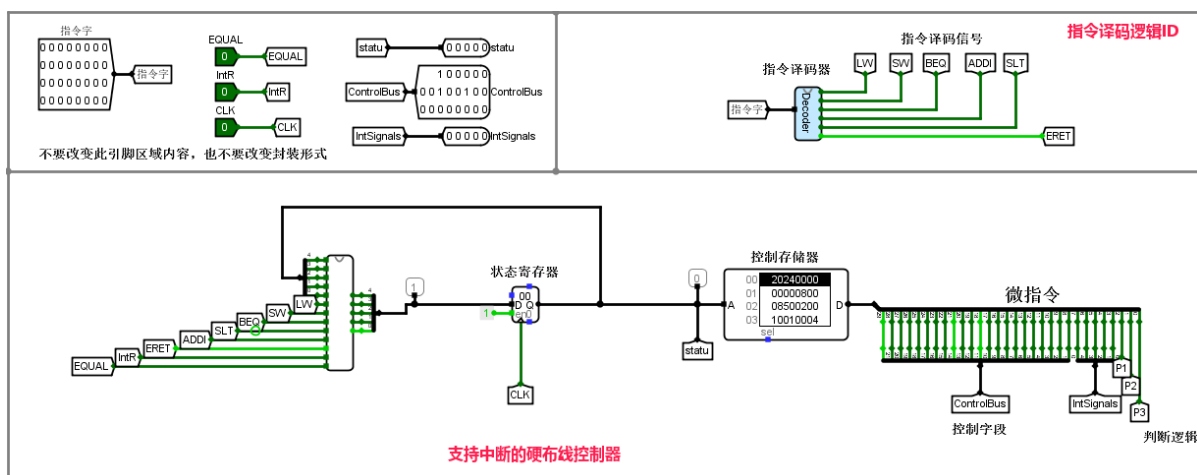 指令字
00000000
00000000
00000000
00000000
指令字
EQUAL
0
EQUAL
IntR
0
IntR
CLK
0
CLK
statu
00000
statu
ControlBus
100000
00100100
00000000
ControlBus
IntSignals
00000
IntSignals
不要改变此引脚区域内容，也不要改变封装形式
指令译码逻辑ID
指令译码信号
指令译码器
LW
SW
BEQ
ADDI
SLT
指令字
Decoder
ERET
LW
SW
BEQ
SLT
ADDI
ERET
IntR
EQUAL
1
状态寄存器
00
D Q
en0
1
CLK
0
statu
控制存储器
00 20240000
01 00000800
02 08500200
03 10010004
A
D
sel
微指令
ControlBus
控制字段
IntSignals
P1
P2
P3
判断逻辑
支持中断的硬布线控制器